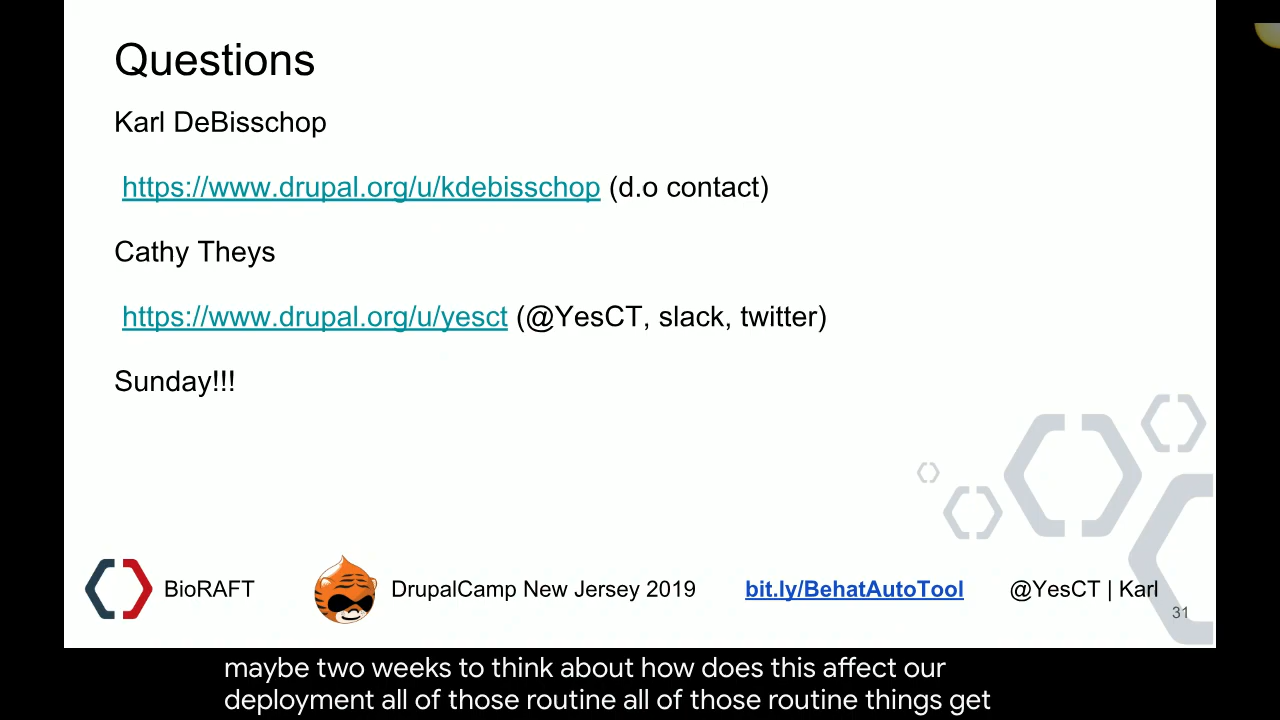 Questions
Karl DeBisschop
https://www.drupal.org/u/kdebisschop (d.o contact)
Cathy Theys
https://www.drupal.org/u/yesct (@YesCT, slack, twitter)
Sunday!!!
BioRAFT DrupalCamp New Jersey 2019 bit.ly/BehatAutoTool @YesCT | Karl
31
maybe two weeks to think about how does this affect our
deployment all of those routine all of those routine things get